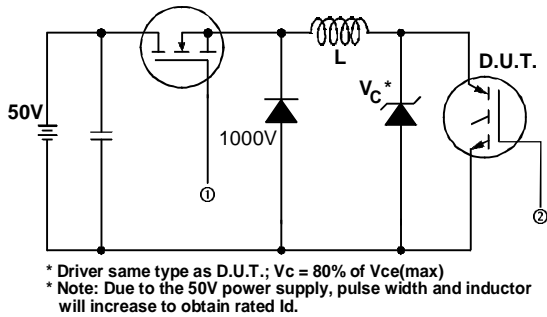 L
D.U.T.
V_C *
50V
1000V
①
②
* Driver same type as D.U.T.; Vc = 80% of Vce(max)
* Note: Due to the 50V power supply, pulse width and inductor
will increase to obtain rated Id.